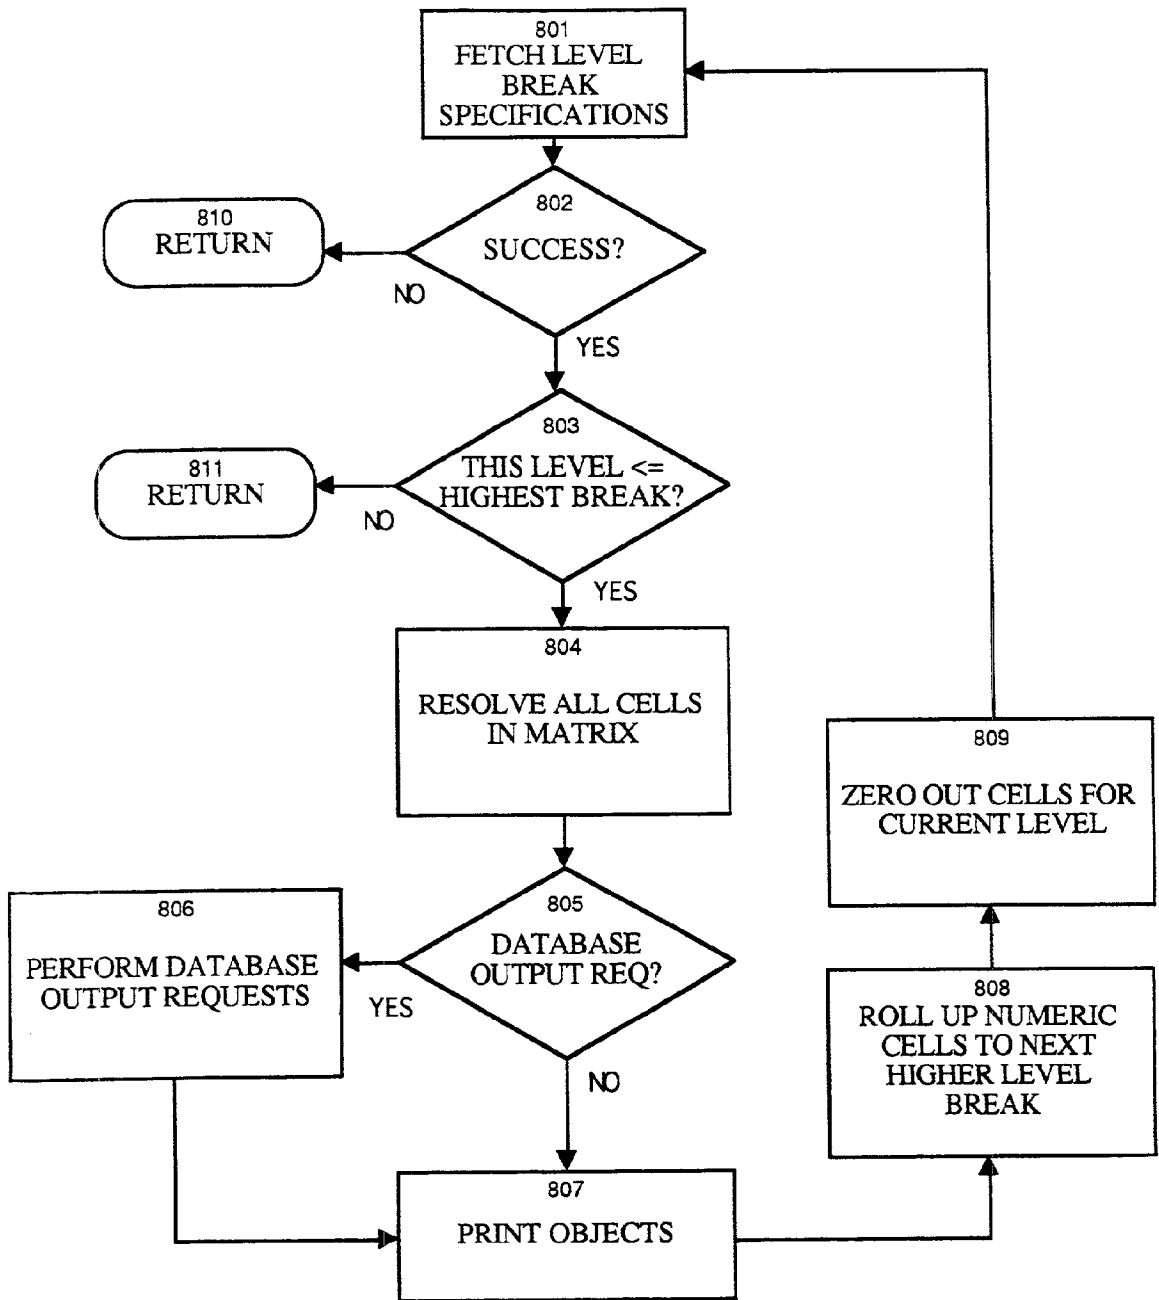 801
FETCH LEVEL
BREAK
SPECIFICATIONS
802
SUCCESS?
810
RETURN
NO
YES
803
THIS LEVEL <=
HIGHEST BREAK?
811
RETURN
NO
YES
804
RESOLVE ALL CELLS
IN MATRIX
805
DATABASE
OUTPUT REQ?
YES
NO
806
PERFORM DATABASE
OUTPUT REQUESTS
807
PRINT OBJECTS
808
ROLL UP NUMERIC
CELLS TO NEXT
HIGHER LEVEL
BREAK
809
ZERO OUT CELLS FOR
CURRENT LEVEL